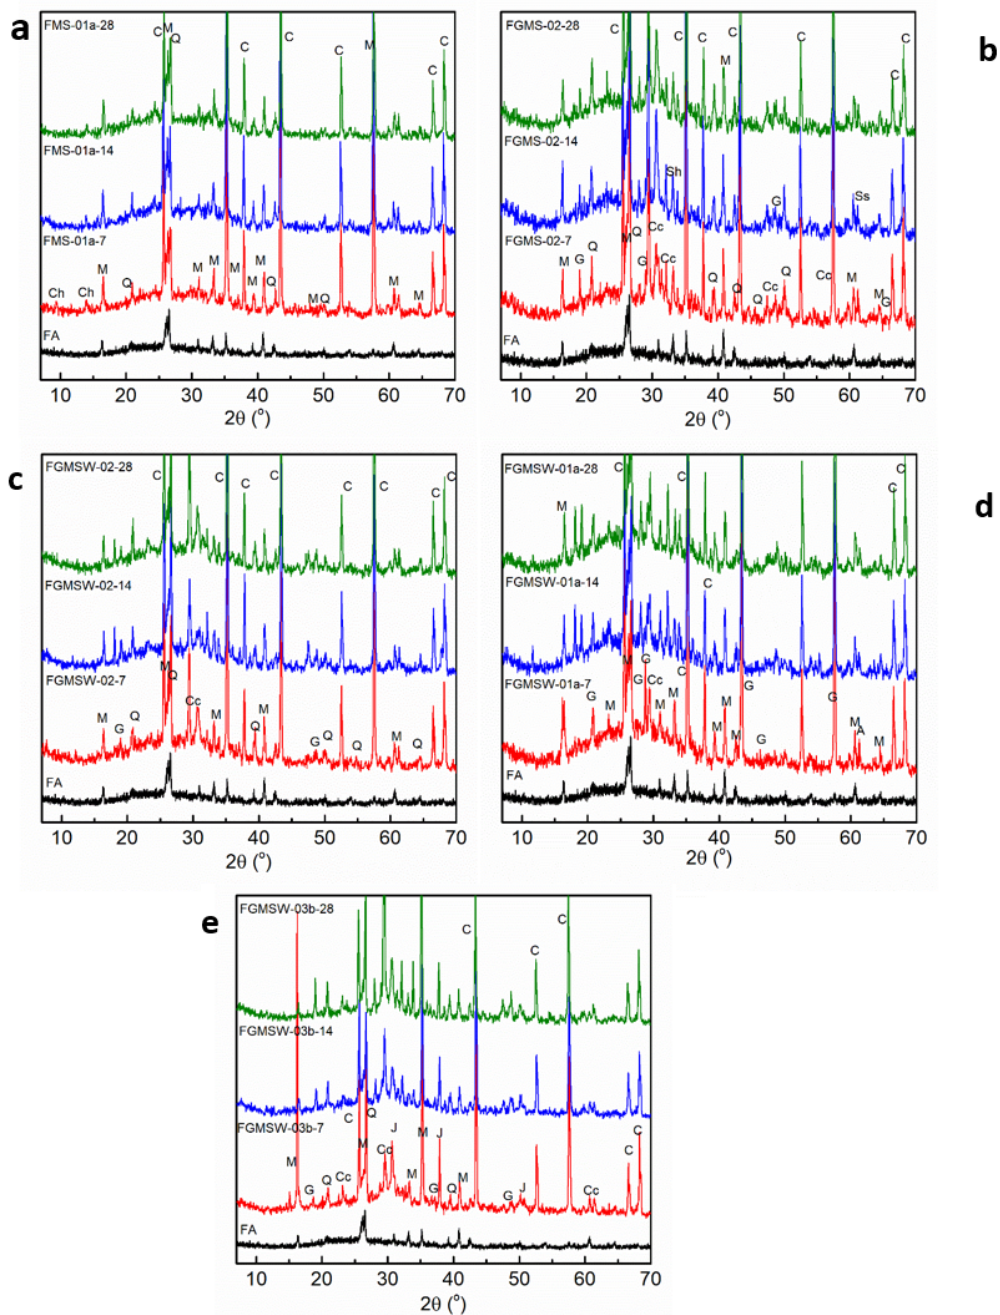 a
FMS-01a-28
C M Q C C C M C C
FMS-01a-14
FMS-01a-7
Ch Ch M Q M M M M M Q M Q M M
FA
10 20 30 40 50 60 70
2θ (°)
b
FGMS-02-28
C C C M C C C
FGMS-02-14
Sh G Ss
FGMS-02-7
M G Q M Q G Cc Cc Q Q Q Cc Q Cc M M G
FA
10 20 30 40 50 60 70
2θ (°)
c
FGMSW-02-28
C C C C C C C C
FGMSW-02-14
FGMSW-02-7
M G Q M Q Cc M Q M G Q Q M Q
FA
10 20 30 40 50 60 70
2θ (°)
d
FGMSW-01a-28
M C C C C
FGMSW-01a-14
C
FGMSW-01a-7
G M M G G Cc M M C M M M G G G M A M
FA
10 20 30 40 50 60 70
2θ (°)
e
FGMSW-03b-28
C C C
FGMSW-03b-14
FGMSW-03b-7
M G Q Cc C M Q Cc J M M G J Q M G J Cc C C
FA
10 20 30 40 50 60 70
2θ (°)